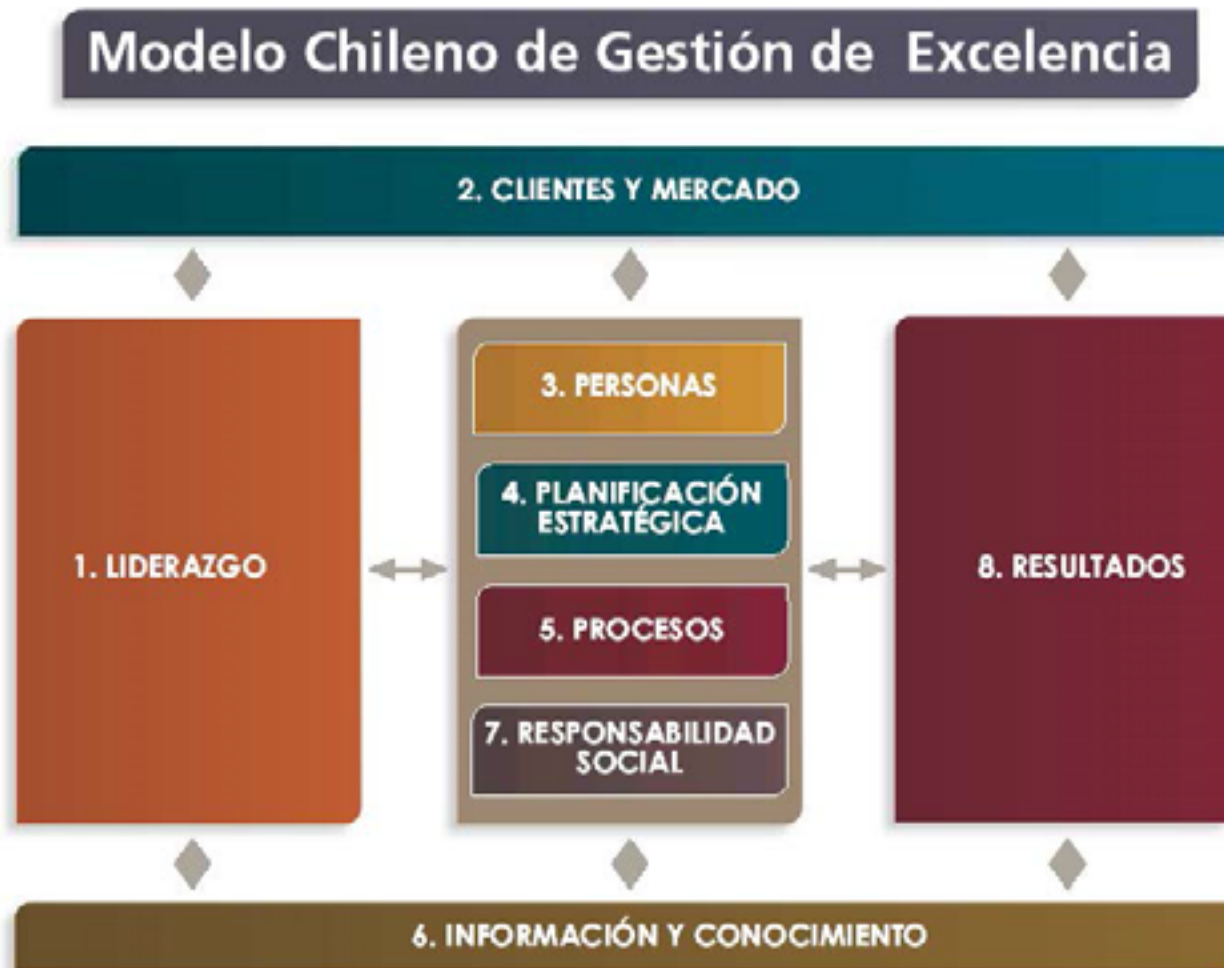 Modelo Chileno de Gestión de Excelencia
2. CLIENTES Y MERCADO
1. LIDERAZGO
3. PERSONAS
4. PLANIFICACIÓN
ESTRATÉGICA
5. PROCESOS
7. RESPONSABILIDAD
SOCIAL
8. RESULTADOS
6. INFORMACIÓN Y CONOCIMIENTO